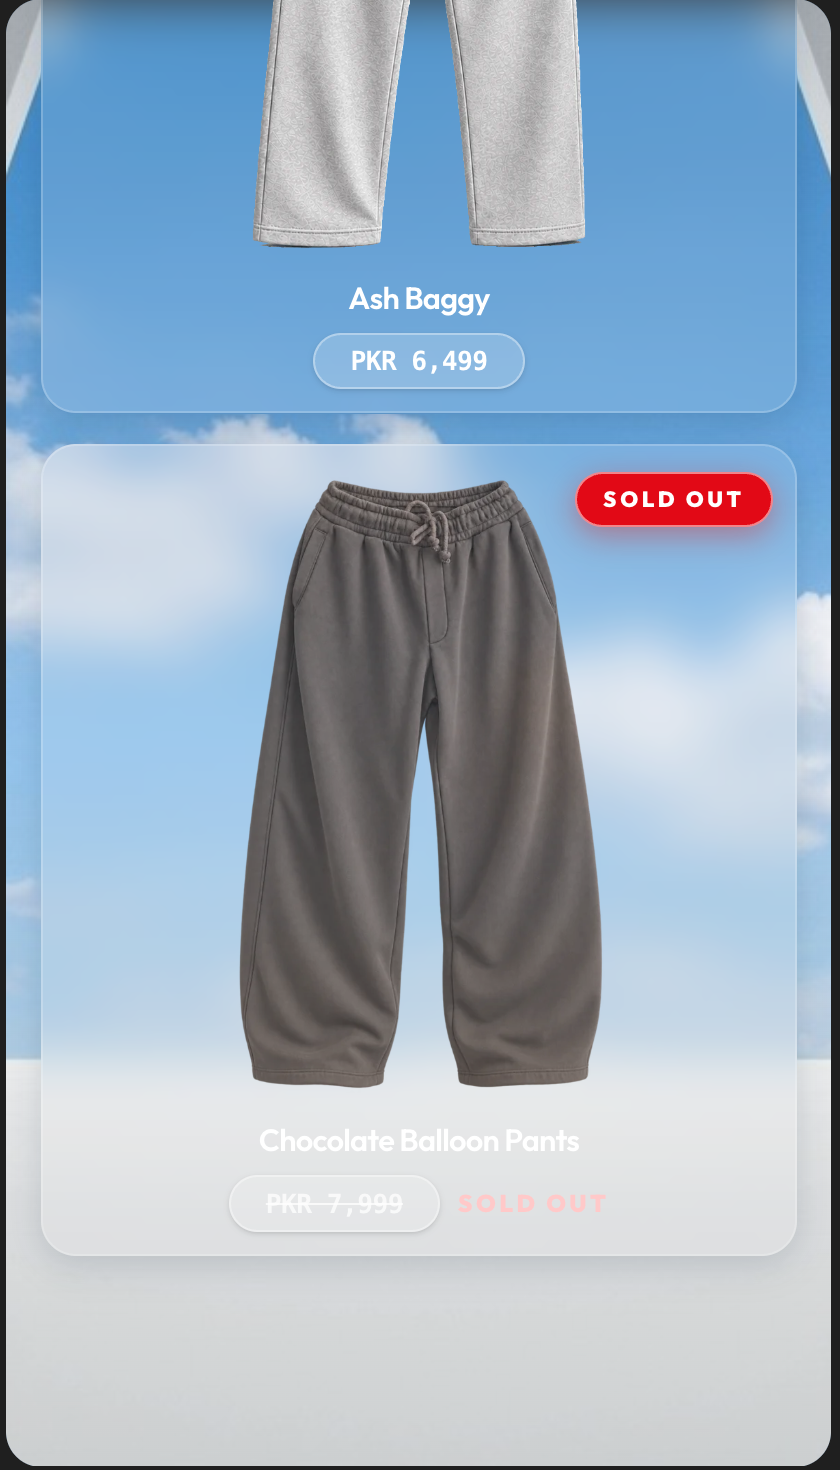 Ash Baggy
PKR 6,499
SOLD OUT
Chocolate Balloon Pants
PKR 7,999 SOLD OUT